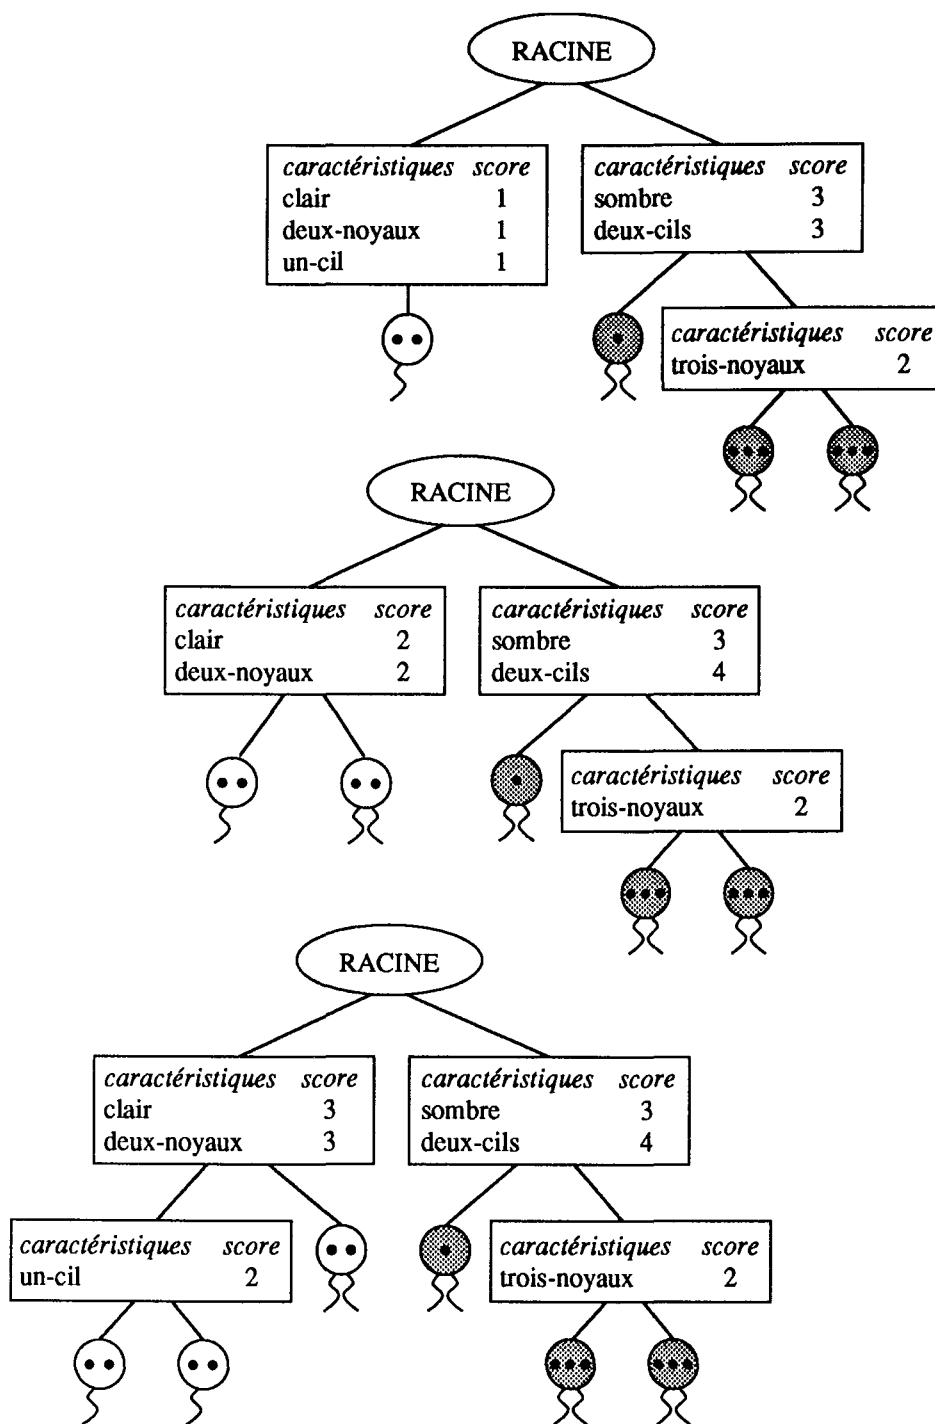 RACINE
caractéristiques score
clair 1
deux-noyaux 1
un-cil 1
caractéristiques score
sombre 3
deux-cils 3
caractéristiques score
trois-noyaux 2
RACINE
caractéristiques score
clair 2
deux-noyaux 2
caractéristiques score
sombre 3
deux-cils 4
caractéristiques score
trois-noyaux 2
RACINE
caractéristiques score
clair 3
deux-noyaux 3
caractéristiques score
sombre 3
deux-cils 4
caractéristiques score
un-cil 2
caractéristiques score
trois-noyaux 2